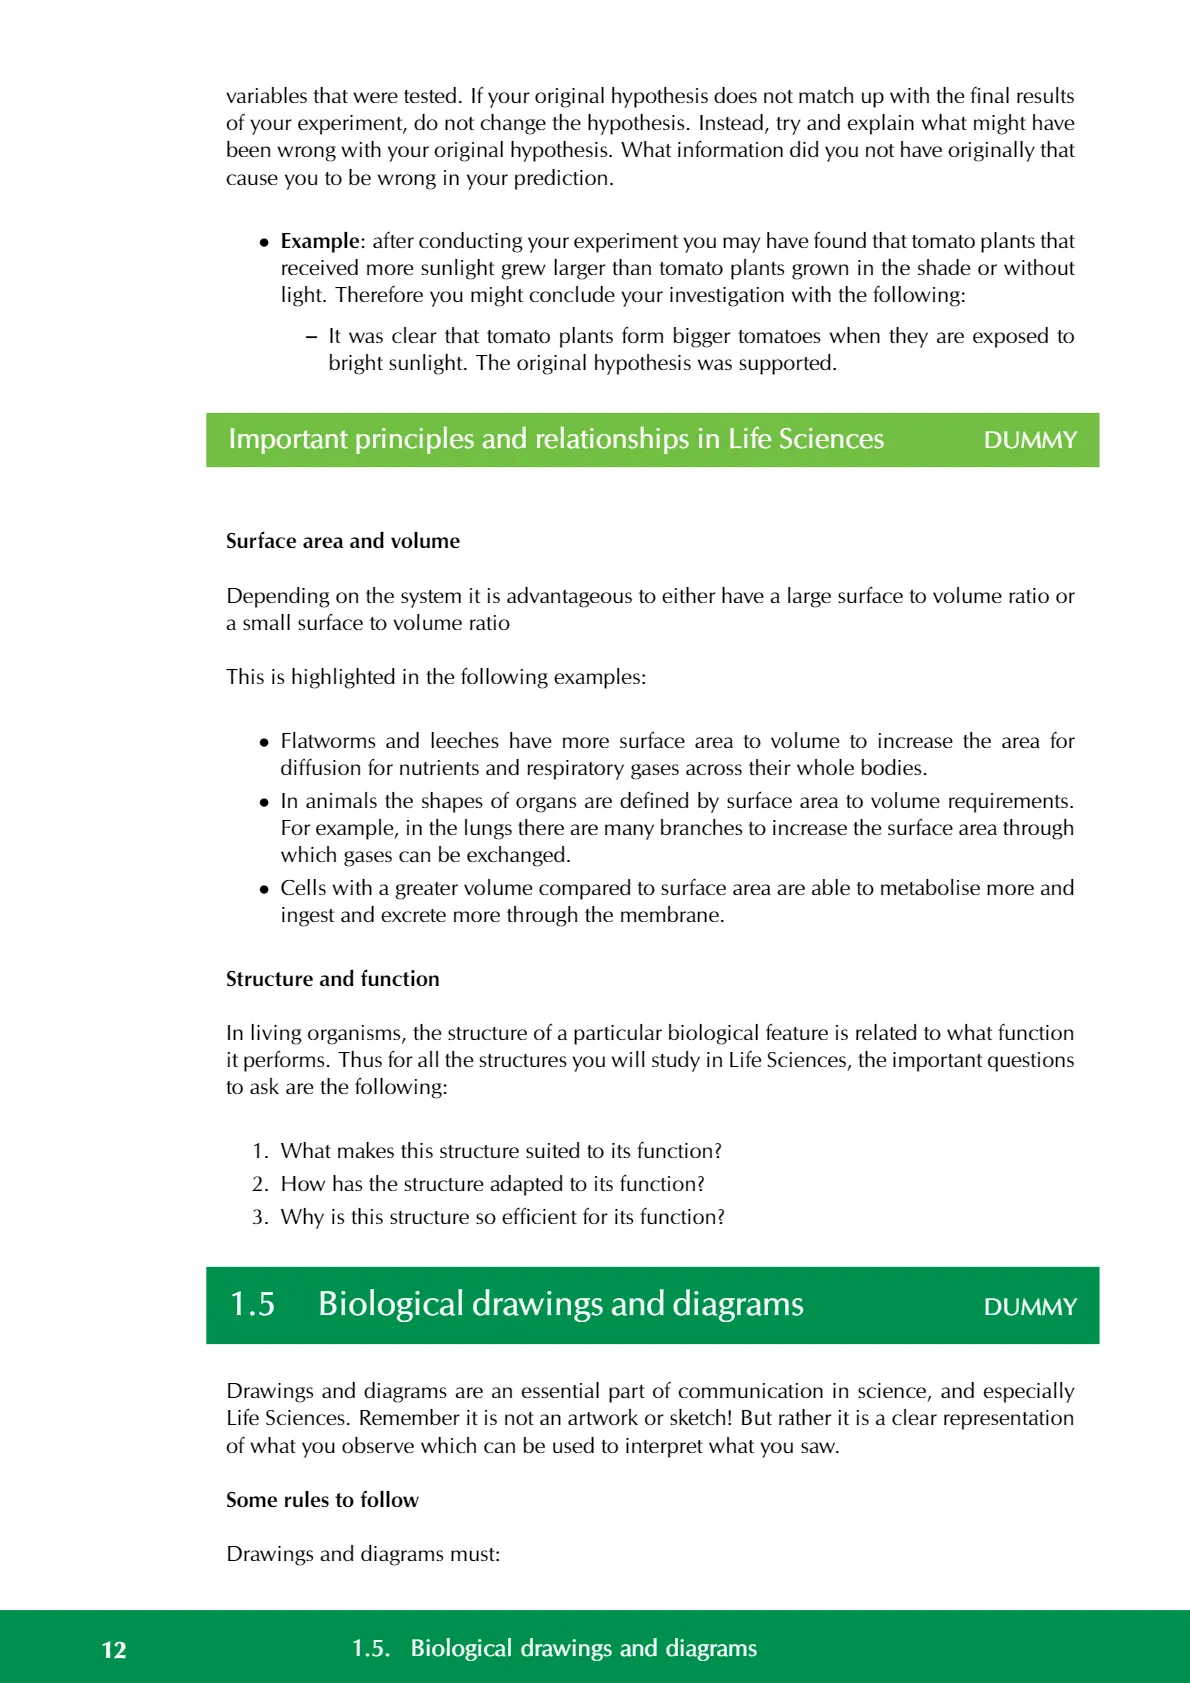 variables that were tested. If your original hypothesis does not match up with the final results
of your experiment, do not change the hypothesis. Instead, try and explain what might have
been wrong with your original hypothesis. What information did you not have originally that
cause you to be wrong in your prediction.
• Example: after conducting your experiment you may have found that tomato plants that
received more sunlight grew larger than tomato plants grown in the shade or without
light. Therefore you might conclude your investigation with the following:
– It was clear that tomato plants form bigger tomatoes when they are exposed to
bright sunlight. The original hypothesis was supported.
Important principles and relationships in Life Sciences DUMMY
Surface area and volume
Depending on the system it is advantageous to either have a large surface to volume ratio or
a small surface to volume ratio
This is highlighted in the following examples:
• Flatworms and leeches have more surface area to volume to increase the area for
diffusion for nutrients and respiratory gases across their whole bodies.
• In animals the shapes of organs are defined by surface area to volume requirements.
For example, in the lungs there are many branches to increase the surface area through
which gases can be exchanged.
• Cells with a greater volume compared to surface area are able to metabolise more and
ingest and excrete more through the membrane.
Structure and function
In living organisms, the structure of a particular biological feature is related to what function
it performs. Thus for all the structures you will study in Life Sciences, the important questions
to ask are the following:
1. What makes this structure suited to its function?
2. How has the structure adapted to its function?
3. Why is this structure so efficient for its function?
1.5 Biological drawings and diagrams DUMMY
Drawings and diagrams are an essential part of communication in science, and especially
Life Sciences. Remember it is not an artwork or sketch! But rather it is a clear representation
of what you observe which can be used to interpret what you saw.
Some rules to follow
Drawings and diagrams must:
12 1.5. Biological drawings and diagrams